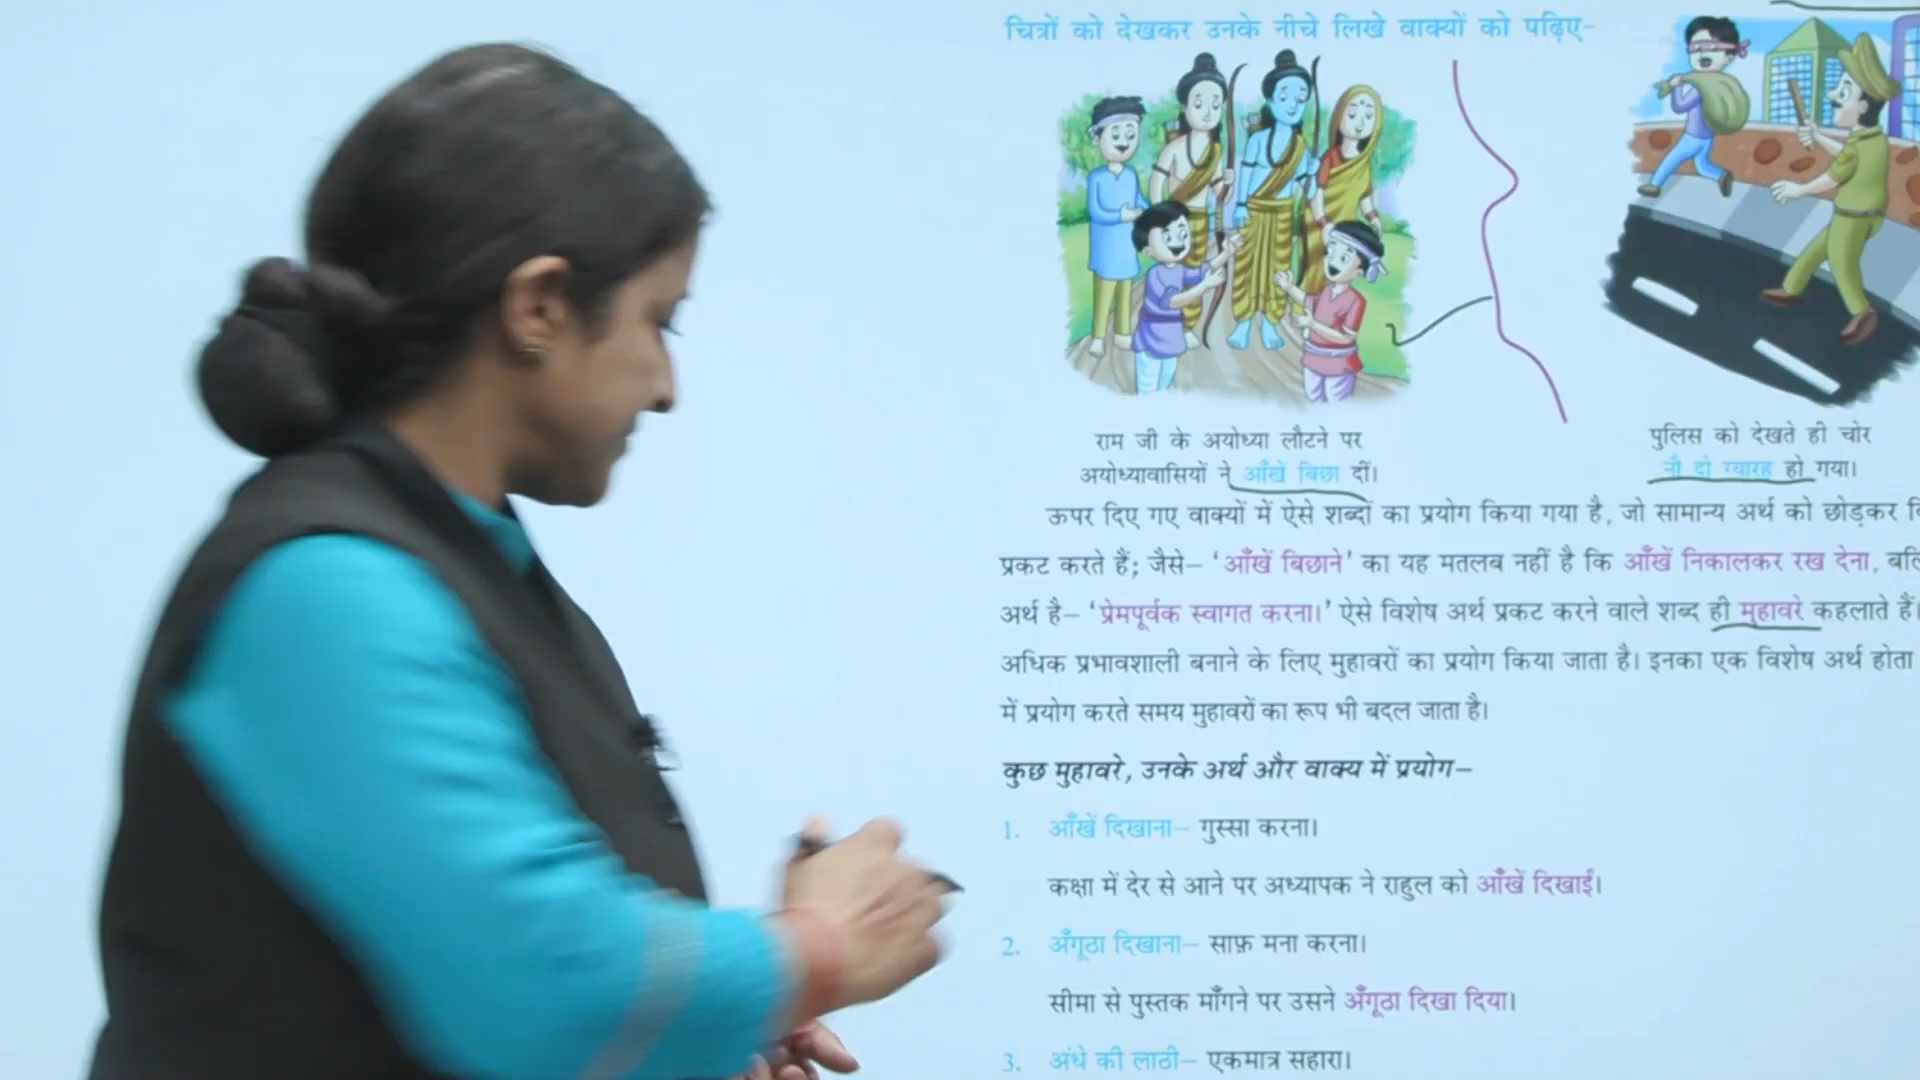 चित्रों को देखकर उनके नीचे लिखे वाक्यों को पढ़िए-
राम जी के अयोध्या लौटने पर
अयोध्यावासियों ने आँखें बिछा दीं।
पुलिस को देखते ही चोर
नौ दो ग्यारह हो गया।
ऊपर दिए गए वाक्यों में ऐसे शब्दों का प्रयोग किया गया है, जो सामान्य अर्थ को छोड़कर
प्रकट करते हैं; जैसे– ‘आँखें बिछाने’ का यह मतलब नहीं है कि आँखें निकालकर रख देना,
अर्थ है– ‘प्रेमपूर्वक स्वागत करना।’ ऐसे विशेष अर्थ प्रकट करने वाले शब्द ही मुहावरे कहलाते हैं।
अधिक प्रभावशाली बनाने के लिए मुहावरों का प्रयोग किया जाता है। इनका एक विशेष अर्थ होता
में प्रयोग करते समय मुहावरों का रूप भी बदल जाता है।
कुछ मुहावरे, उनके अर्थ और वाक्य में प्रयोग–
1. आँखें दिखाना– गुस्सा करना।
कक्षा में देर से आने पर अध्यापक ने राहुल को आँखें दिखाईं।
2. अँगूठा दिखाना– साफ़ मना करना।
सीमा से पुस्तक माँगने पर उसने अँगूठा दिखा दिया।
3. अंधे की लाठी– एकमात्र सहारा।